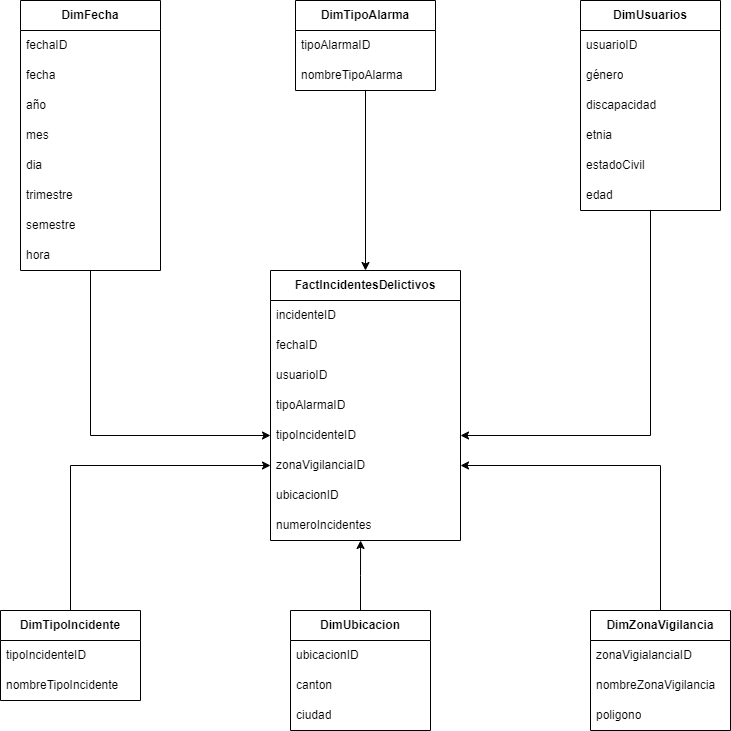 DimFecha
fechaID
fecha
año
mes
dia
trimestre
semestre
hora
DimTipoAlarma
tipoAlarmaID
nombreTipoAlarma
DimUsuarios
usuarioID
género
discapacidad
etnia
estadoCivil
edad
FactIncidentesDelictivos
incidenteID
fechaID
usuarioID
tipoAlarmaID
tipoIncidenteID
zonaVigilanciaID
ubicacionID
numeroIncidentes
DimTipoIncidente
tipoIncidenteID
nombreTipoIncidente
DimUbicacion
ubicacionID
canton
ciudad
DimZonaVigilancia
zonaVigialanciaID
nombreZonaVigilancia
poligono